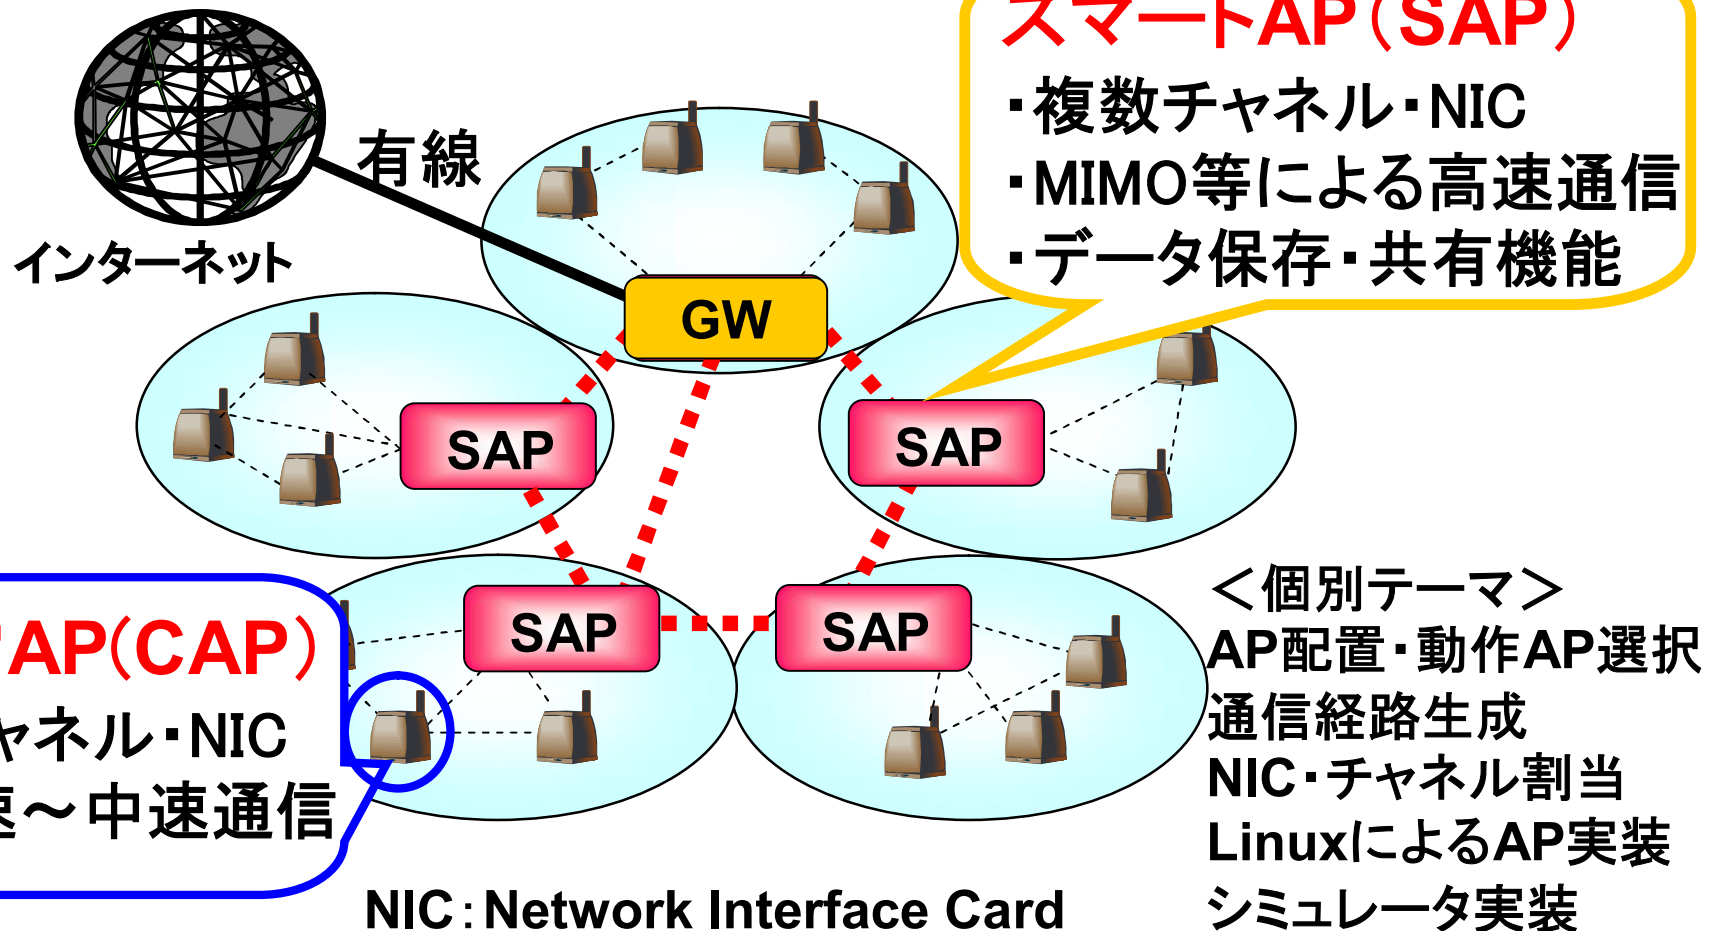 スマートAP(SAP)
・複数チャネル・NIC
・MIMO等による高速通信
・データ保存・共有機能
有線
インターネット
GW
SAP
SAP
SAP
SAP
AP(CAP)
ャネル・NIC
速～中速通信
＜個別テーマ＞
AP配置・動作AP選択
通信経路生成
NIC・チャネル割当
LinuxによるAP実装
シミュレータ実装
NIC：Network Interface Card